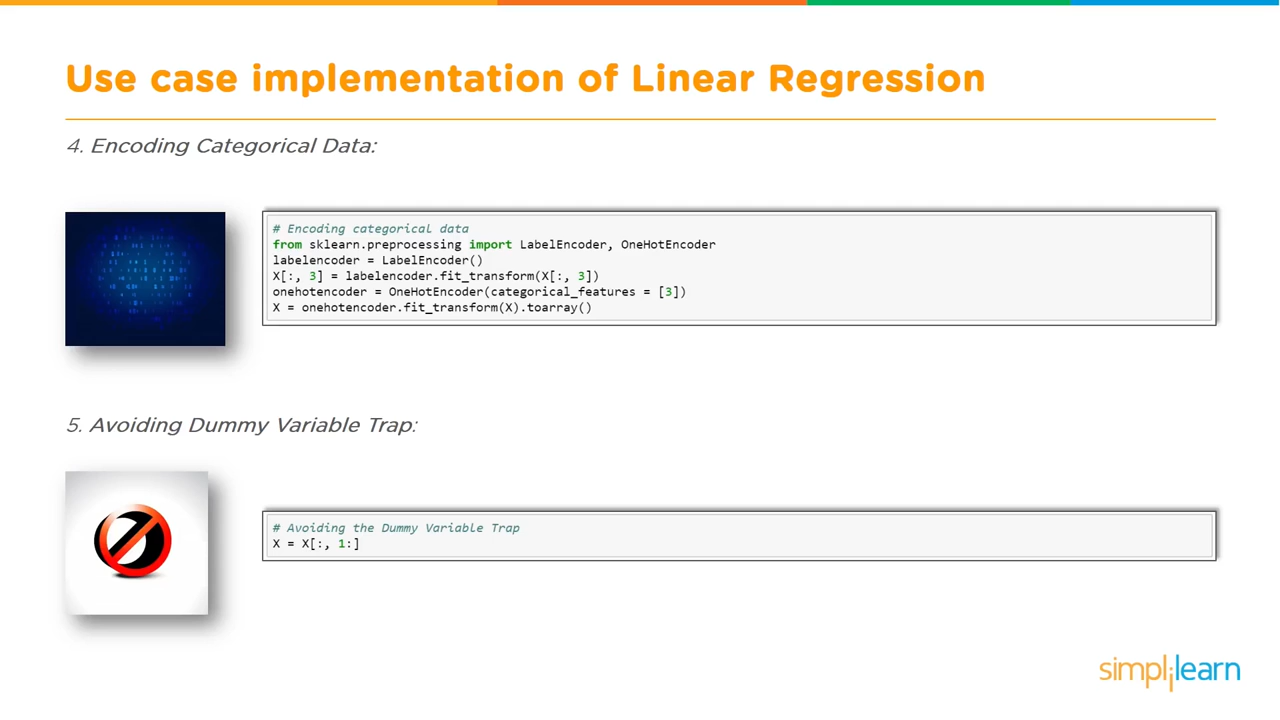 Use case implementation of Linear Regression
4. Encoding Categorical Data:
# Encoding categorical data
from sklearn.preprocessing import LabelEncoder, OneHotEncoder
labelencoder = LabelEncoder()
X[:, 3] = labelencoder.fit_transform(X[:, 3])
onehotencoder = OneHotEncoder(categorical_features = [3])
X = onehotencoder.fit_transform(X).toarray()
5. Avoiding Dummy Variable Trap:
# Avoiding the Dummy Variable Trap
X = X[:, 1:]
simplilearn